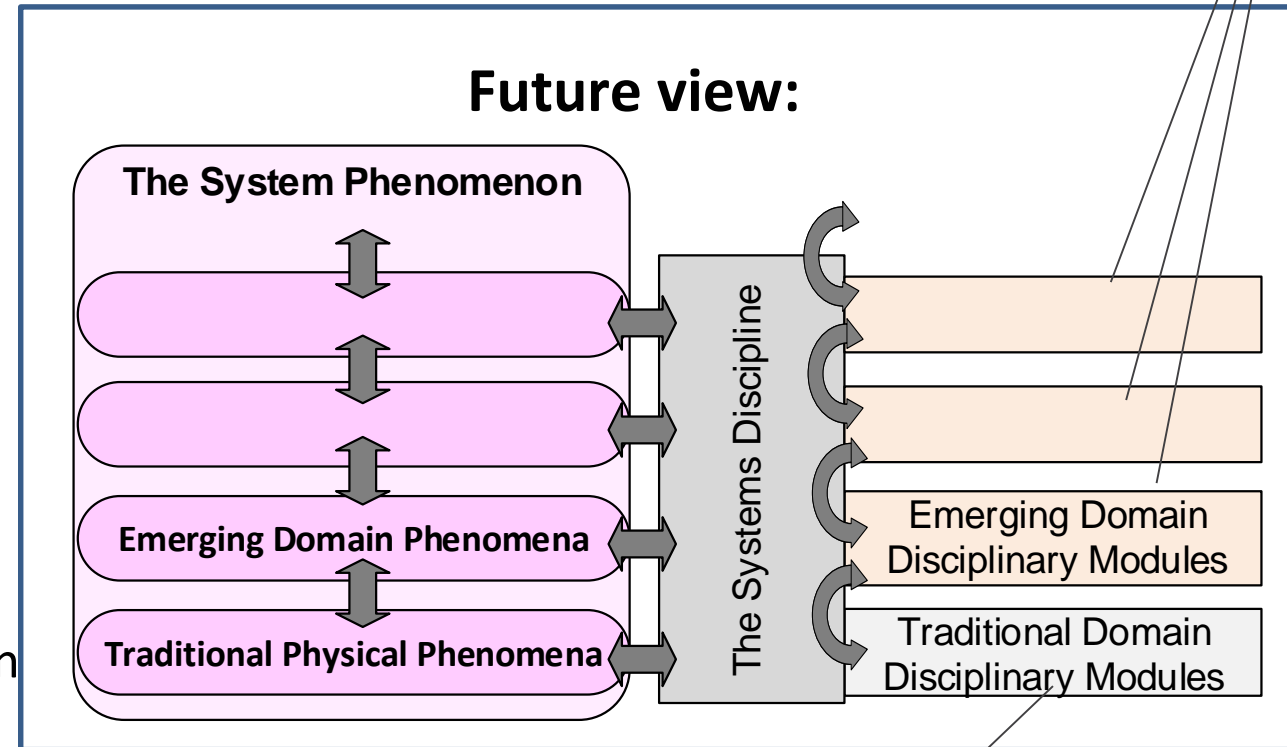 Future view:
The System Phenomenon
Emerging Domain Phenomena
Traditional Physical Phenomena
The Systems Discipline
Emerging Domain
Disciplinary Modules
Traditional Domain
Disciplinary Modules
n